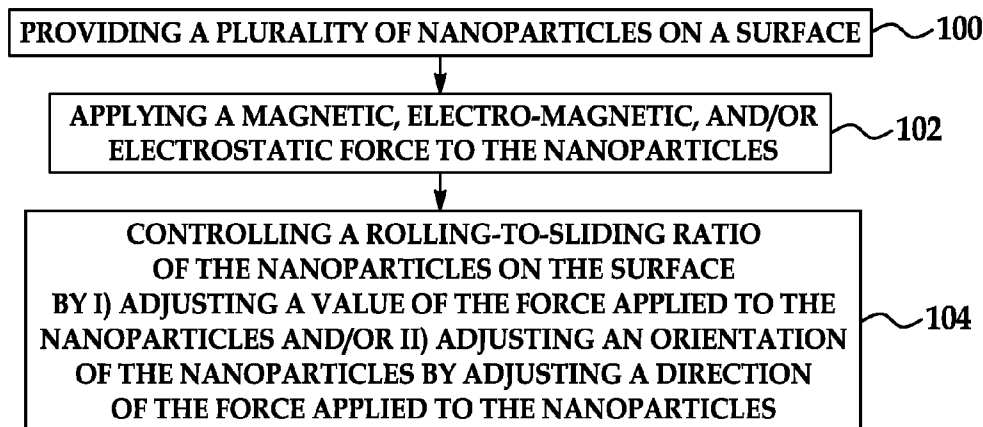 PROVIDING A PLURALITY OF NANOPARTICLES ON A SURFACE
100
APPLYING A MAGNETIC, ELECTRO-MAGNETIC, AND/OR
ELECTROSTATIC FORCE TO THE NANOPARTICLES
102
CONTROLLING A ROLLING-TO-SLIDING RATIO
OF THE NANOPARTICLES ON THE SURFACE
BY I) ADJUSTING A VALUE OF THE FORCE APPLIED TO THE
NANOPARTICLES AND/OR II) ADJUSTING AN ORIENTATION
OF THE NANOPARTICLES BY ADJUSTING A DIRECTION
OF THE FORCE APPLIED TO THE NANOPARTICLES
104